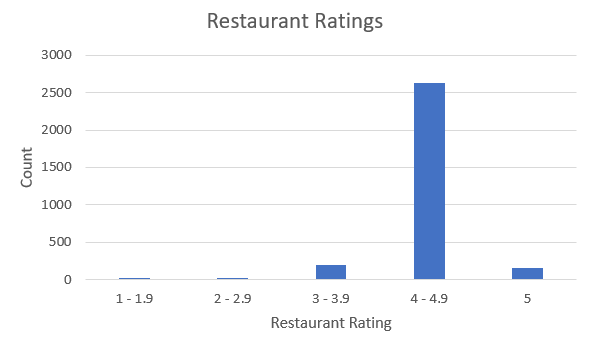 Restaurant Ratings
3000
2500
2000
1500
1000
500
0
Count
1 - 1.9
2 - 2.9
3 - 3.9
4 - 4.9
5
Restaurant Rating